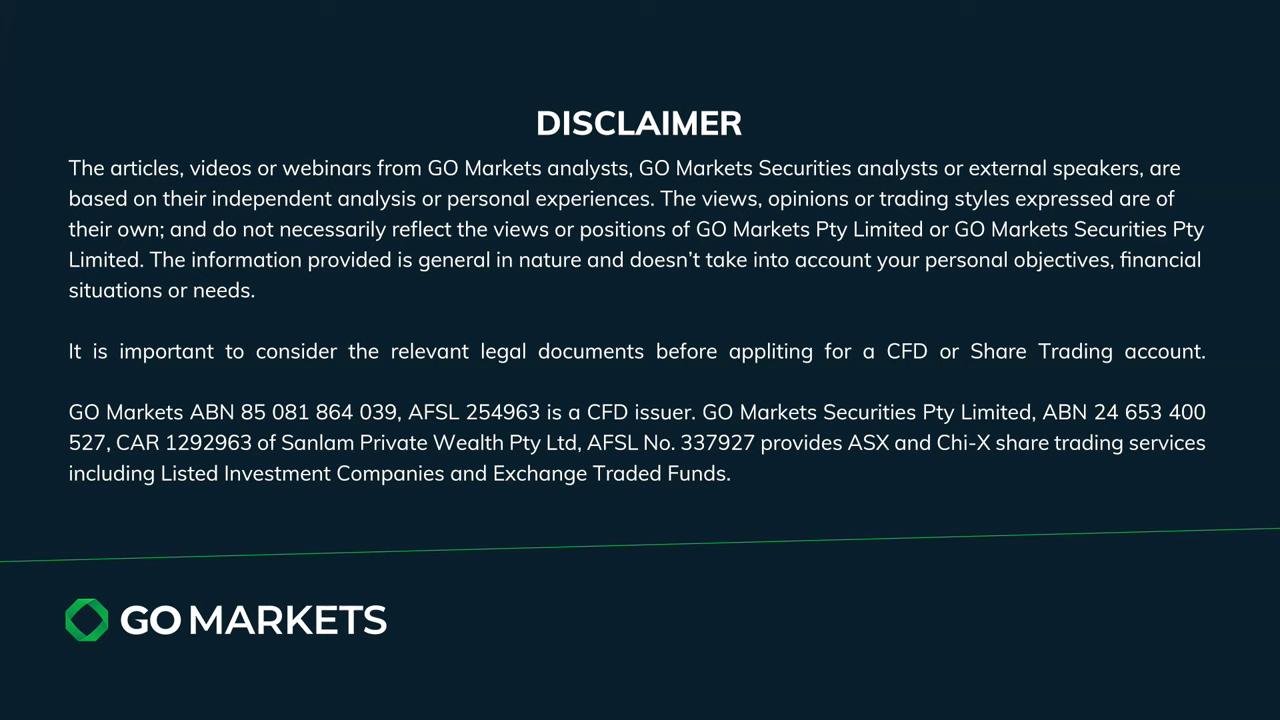 DISCLAIMER
The articles, videos or webinars from GO Markets analysts, GO Markets Securities analysts or external speakers, are
based on their independent analysis or personal experiences. The views, opinions or trading styles expressed are of
their own; and do not necessarily reflect the views or positions of GO Markets Pty Limited or GO Markets Securities Pty
Limited. The information provided is general in nature and doesn't take into account your personal objectives, financial
situations or needs.
It is important to consider the relevant legal documents before appliting for a CFD or Share Trading account.
GO Markets ABN 85 081 864 039, AFSL 254963 is a CFD issuer. GO Markets Securities Pty Limited, ABN 24 653 400
527, CAR 1292963 of Sanlam Private Wealth Pty Ltd, AFSL No. 337927 provides ASX and Chi-X share trading services
including Listed Investment Companies and Exchange Traded Funds.
GO MARKETS